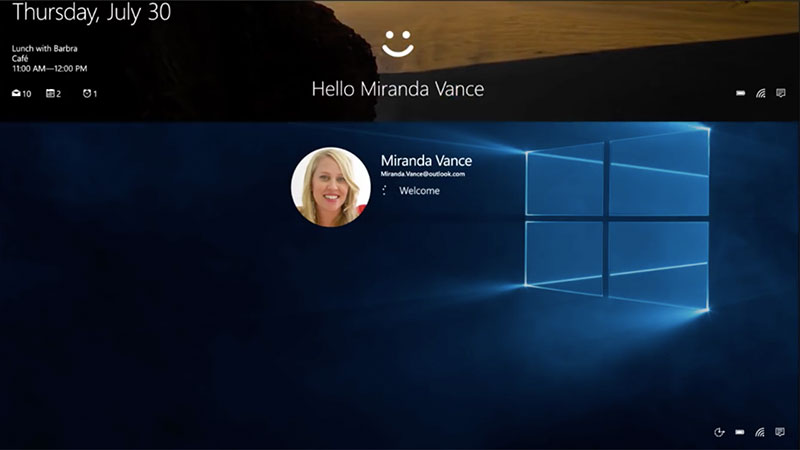 Thursday, July 30
Lunch with Barbra
Café
11:00 AM—12:00 PM
10 2 1
Hello Miranda Vance
Miranda Vance
Miranda.Vance@outlook.com
Welcome